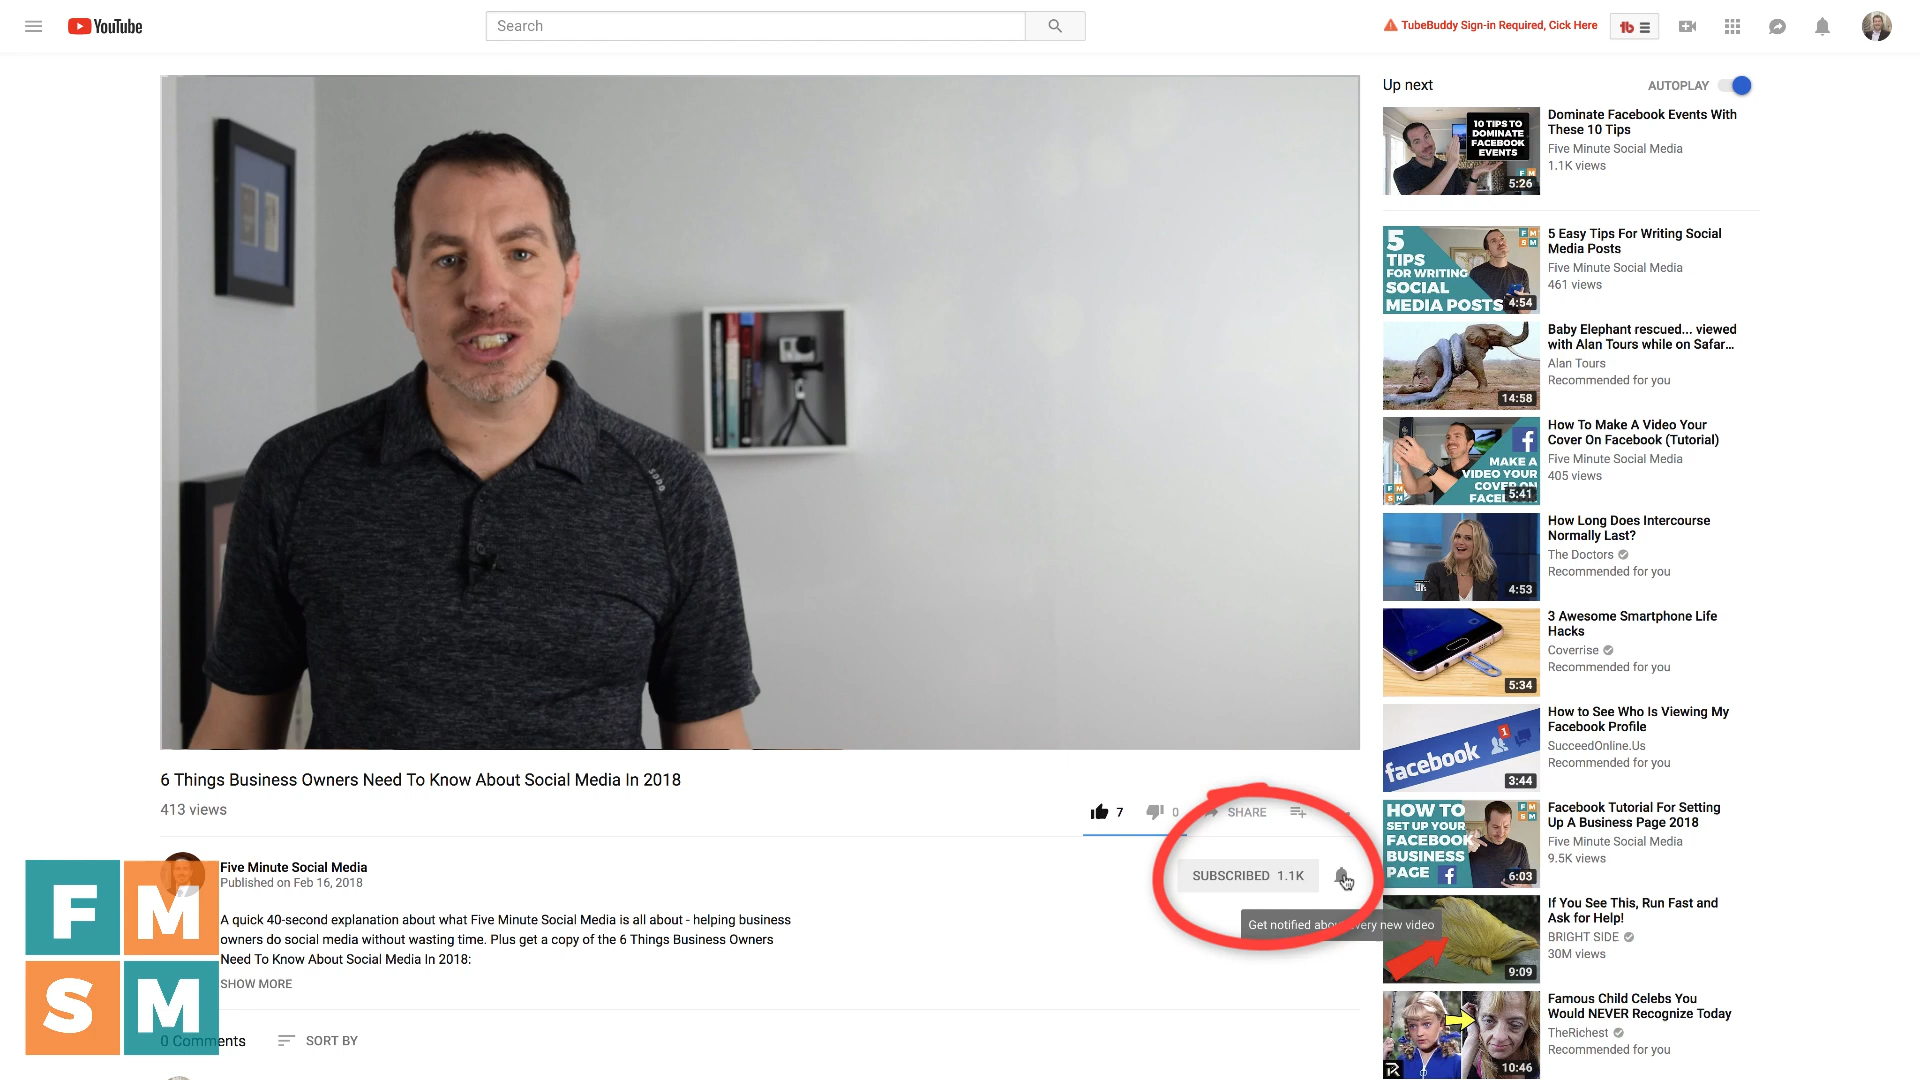 YouTube
Search
TubeBuddy Sign-in Required, Cick Here
tb
Up next
AUTOPLAY
10 TIPS TO
DOMINATE
FACEBOOK
EVENTS
5:26
Dominate Facebook Events With
These 10 Tips
Five Minute Social Media
1.1K views
5
TIPS
FOR WRITING
SOCIAL
MEDIA POSTS
F M
S M
4:54
5 Easy Tips For Writing Social
Media Posts
Five Minute Social Media
461 views
14:58
Baby Elephant rescued... viewed
with Alan Tours while on Safar...
Alan Tours
Recommended for you
MAKE A
VIDEO YOUR
COVER ON
F M
S M
5:41
How To Make A Video Your
Cover On Facebook (Tutorial)
Five Minute Social Media
405 views
4:53
How Long Does Intercourse
Normally Last?
The Doctors
Recommended for you
5:34
3 Awesome Smartphone Life
Hacks
Coverrise
Recommended for you
facebook
1
3:44
How to See Who Is Viewing My
Facebook Profile
SucceedOnline.Us
Recommended for you
HOW TO
SET UP YOUR
FACEBOOK
BUSINESS
PAGE
f
F M
S M
6:03
Facebook Tutorial For Setting
Up A Business Page 2018
Five Minute Social Media
9.5K views
9:09
If You See This, Run Fast and
Ask for Help!
BRIGHT SIDE
30M views
R
10:46
Famous Child Celebs You
Would NEVER Recognize Today
TheRichest
Recommended for you
6 Things Business Owners Need To Know About Social Media In 2018
413 views
7
0
SHARE
SUBSCRIBED 1.1K
Get notified about every new video
Five Minute Social Media
Published on Feb 16, 2018
A quick 40-second explanation about what Five Minute Social Media is all about - helping business
owners do social media without wasting time. Plus get a copy of the 6 Things Business Owners
Need To Know About Social Media In 2018:
SHOW MORE
F M
S M
0 Comments
SORT BY